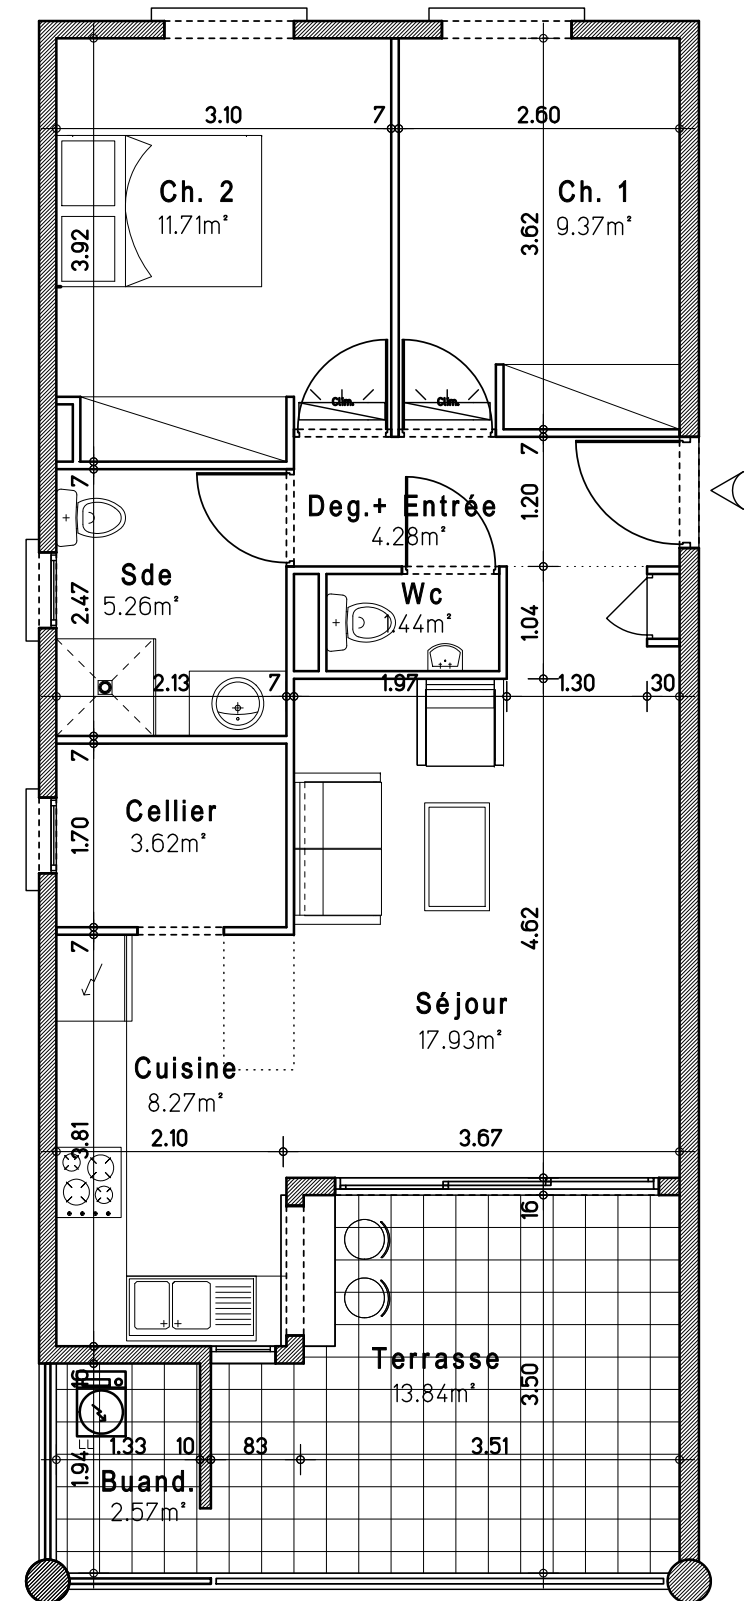 3.10
7
2.60
Ch. 2
11.71m²
Ch. 1
9.37m²
3.92
3.62
Clim.
Clim.
7
7
Deg.+ Entrée
4.28m²
1.20
Sde
5.26m²
2.47
Wc
1.44m²
1.04
2.13
7
1.97
1.30
30
7
Cellier
3.62m²
1.70
4.62
7
Séjour
17.93m²
Cuisine
8.27m²
3.81
2.10
3.67
16
Terrasse
13.84m²
3.50
16
1.33
10
83
3.51
1.94
Buand.
2.57m²